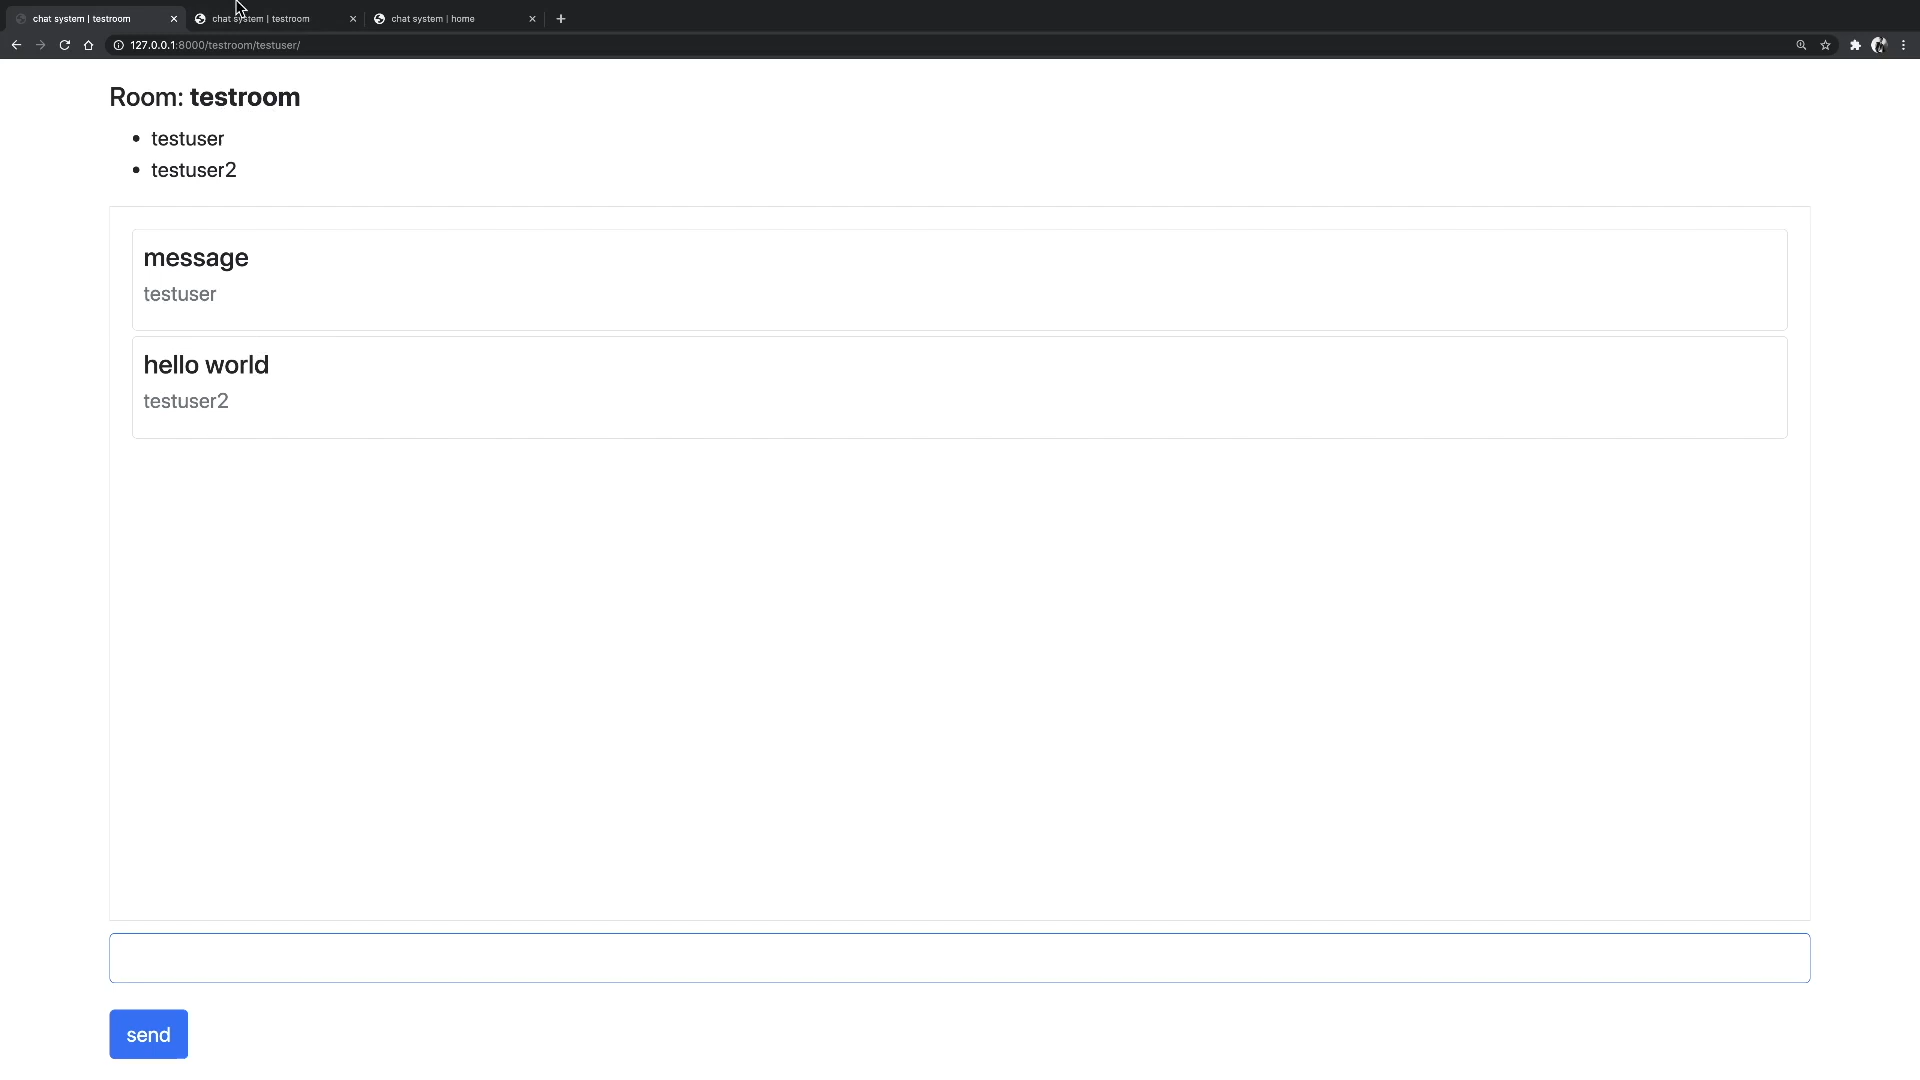 chat system | testroom
chat system | testroom
chat system | home
127.0.0.1:8000/testroom/testuser/
Room: testroom
• testuser
• testuser2
message
testuser
hello world
testuser2
send